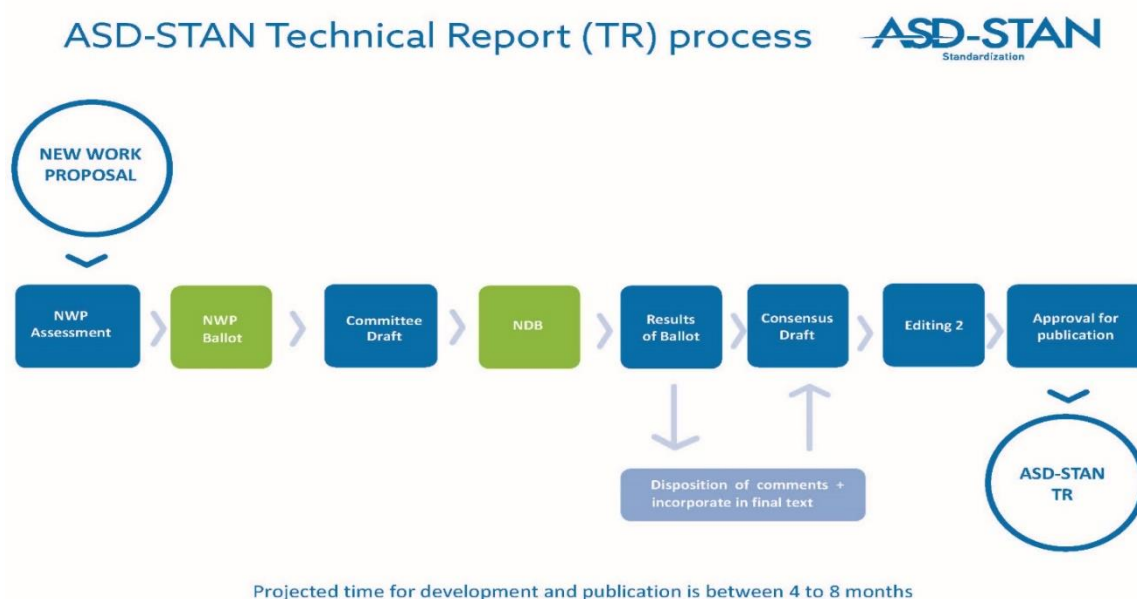 ASD-STAN Technical Report (TR) process
ASD-STAN
Standardization
NEW WORK
PROPOSAL
NWP
Assessment
NWP
Ballot
Committee
Draft
NDB
Results
of Ballot
Consensus
Draft
Editing 2
Approval for
publication
Disposition of comments +
incorporate in final text
ASD-STAN
TR
Projected time for development and publication is between 4 to 8 months